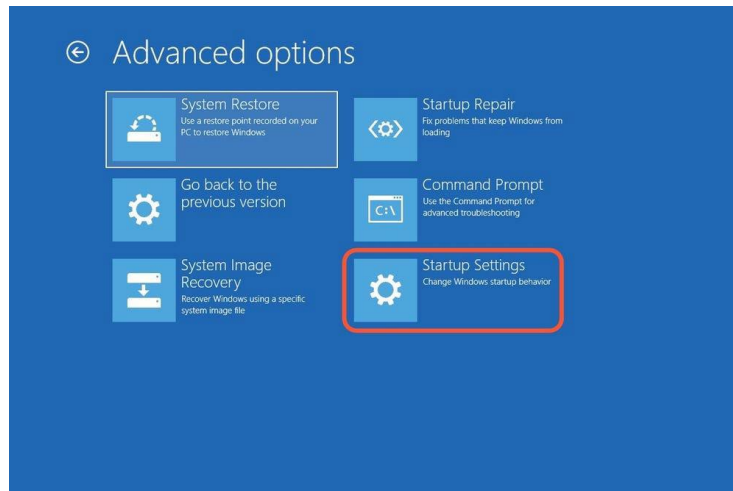 Advanced options
System Restore
Use a restore point recorded on your
PC to restore Windows
Startup Repair
Fix problems that keep Windows from
loading
Go back to the
previous version
Command Prompt
Use the Command Prompt for
advanced troubleshooting
C:\
System Image
Recovery
Recover Windows using a specific
system image file
Startup Settings
Change Windows startup behavior